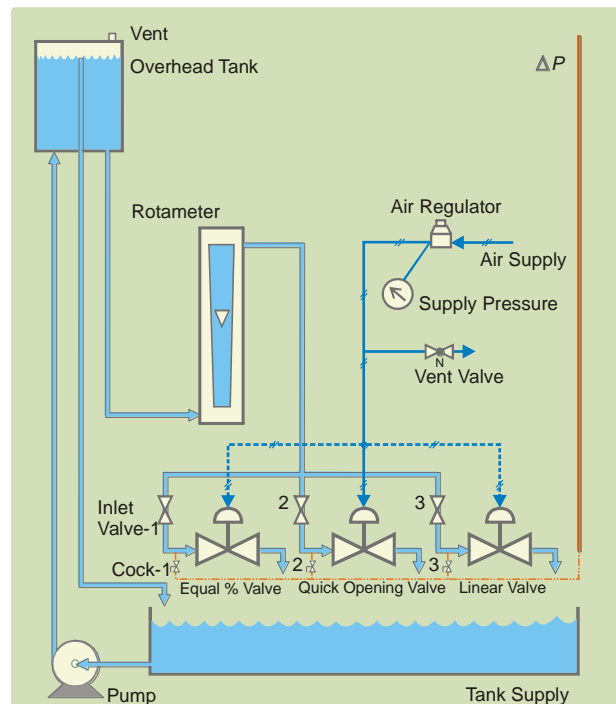 Vent
Overhead Tank
ΔP
Rotameter
Air Regulator
Air Supply
Supply Pressure
N
Vent Valve
Inlet
Valve-1
2
3
Cock-1
2
3
Equal % Valve
Quick Opening Valve
Linear Valve
Pump
Tank Supply